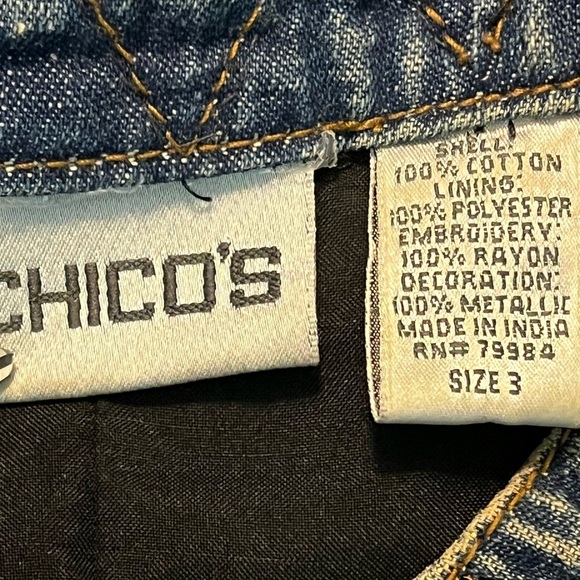 CHICO'S
SHELL:
100% COTTON
LINING:
100% POLYESTER
EMBROIDERY:
100% RAYON
DECORATION:
100% METALLIC
MADE IN INDIA
RN# 79984
SIZE 3